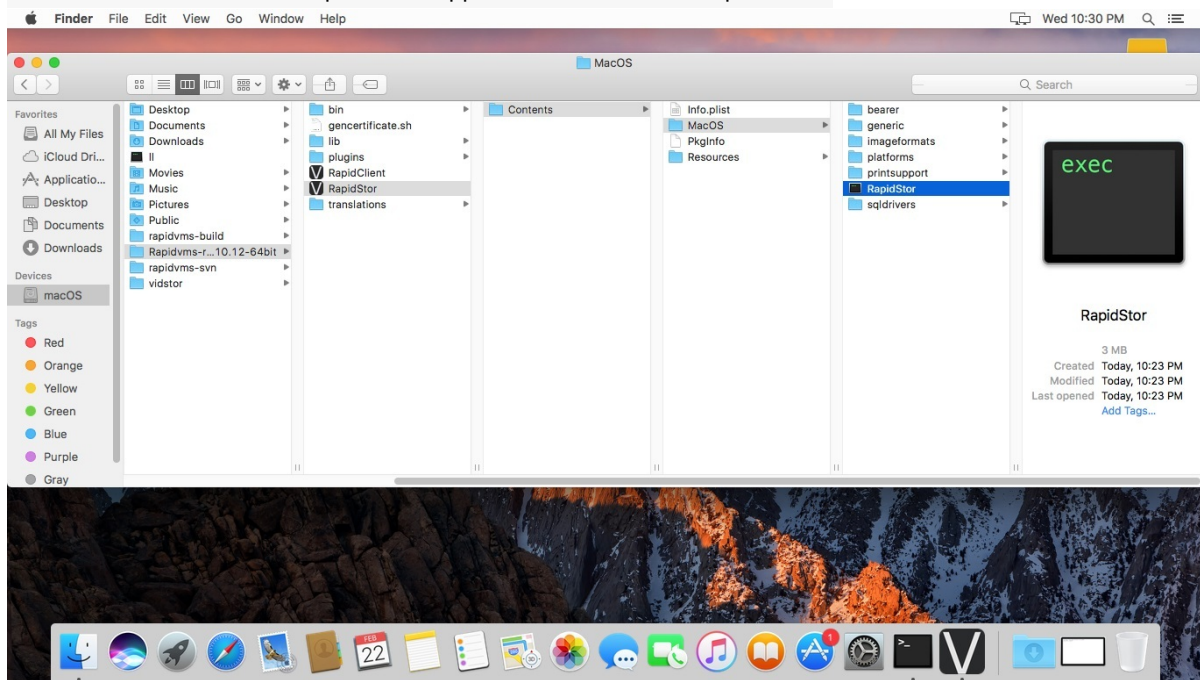 Finder File Edit View Go Window Help Wed 10:30 PM
MacOS
Search
Favorites
All My Files
iCloud Dri...
Applicatio...
Desktop
Documents
Downloads
Devices
macOS
Tags
Red
Orange
Yellow
Green
Blue
Purple
Gray
Desktop
Documents
Downloads
ll
Movies
Music
Pictures
Public
rapidvms-build
Rapidvms-r...10.12-64bit
rapidvms-svn
vidstor
bin
gencertificate.sh
lib
plugins
RapidClient
RapidStor
translations
Contents
Info.plist
MacOS
PkgInfo
Resources
bearer
generic
imageformats
platforms
printsupport
RapidStor
sqldrivers
exec
RapidStor
3 MB
Created Today, 10:23 PM
Modified Today, 10:23 PM
Last opened Today, 10:23 PM
Add Tags...
FEB
22
1